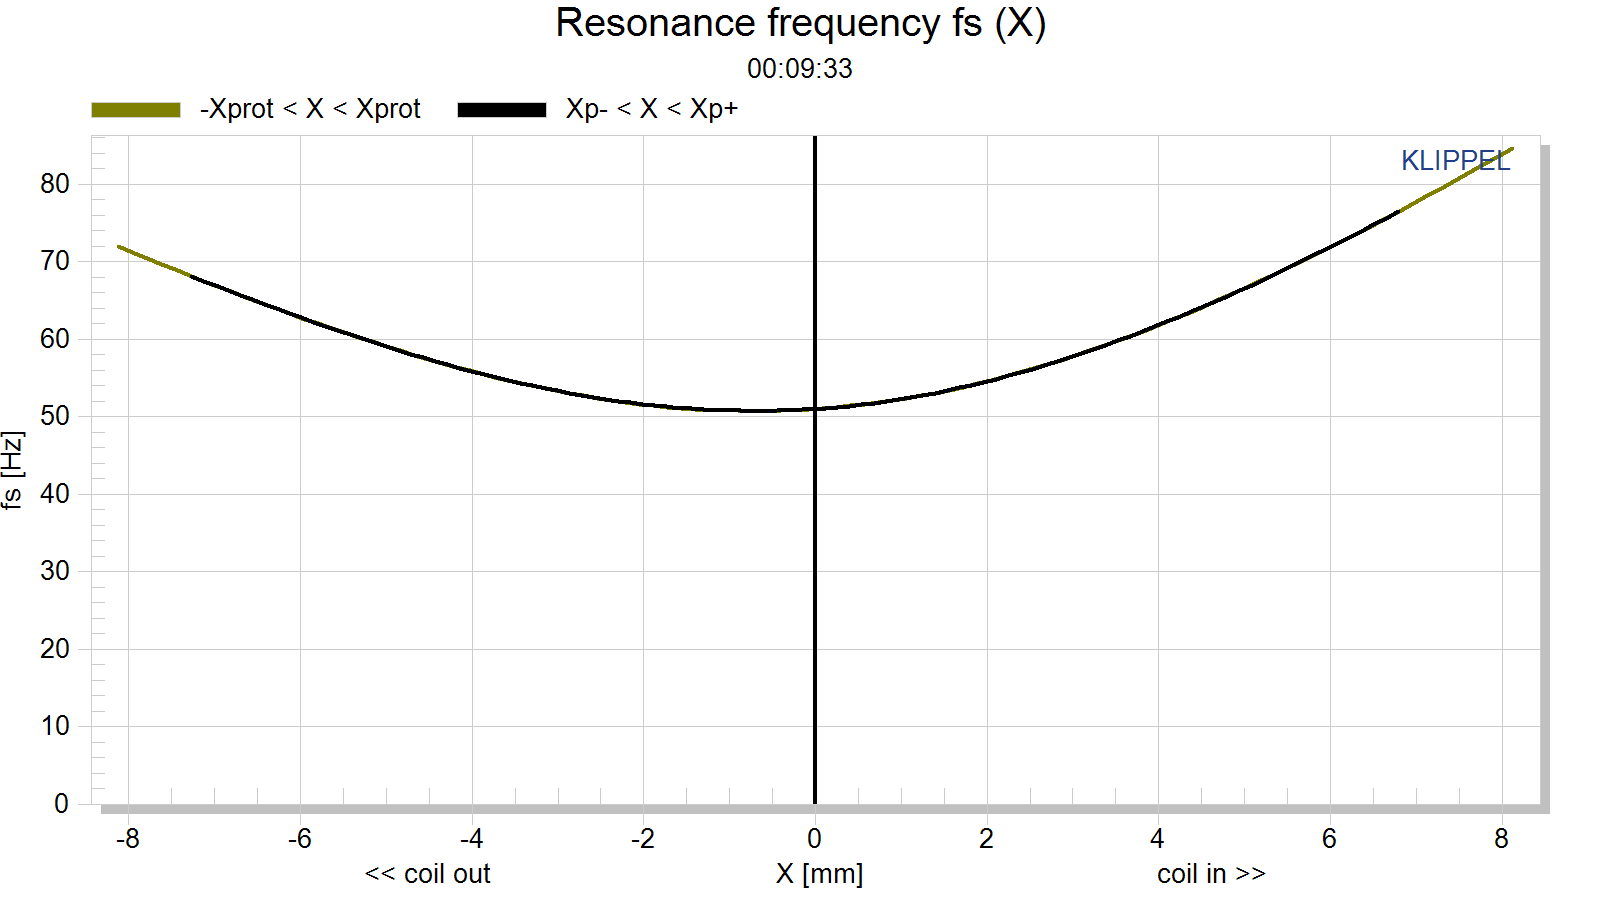 Resonance frequency fs (X)
00:09:33
-Xprot < X < Xprot Xp- < X < Xp+
KLIPPEL
80
70
60
50
40
30
20
10
0
fs [Hz]
-8 -6 -4 -2 0 2 4 6 8
<< coil out X [mm] coil in >>